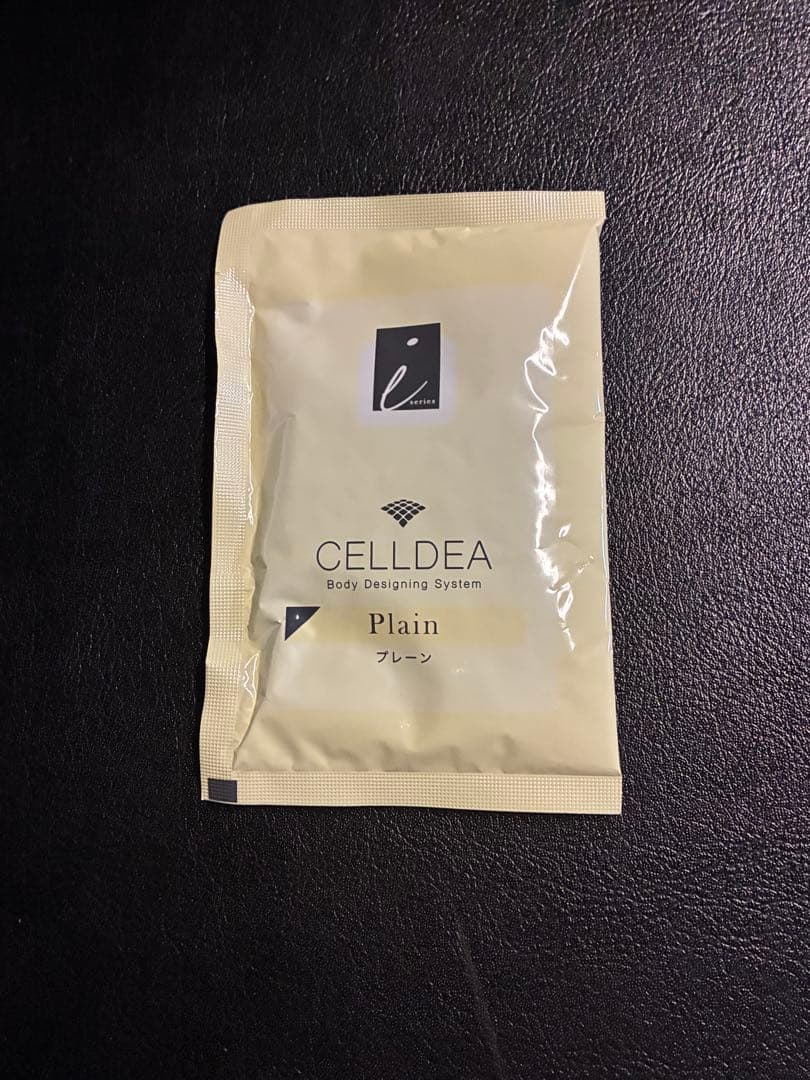 i
series
CELLDEA
Body Designing System
Plain
プレーン